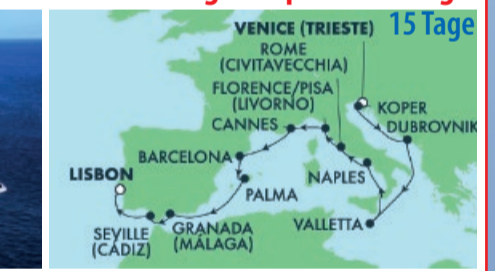 15 Tage
VENICE (TRIESTE)
ROME
(CIVITAVECCHIA)
FLORENCE/PISA
(LIVORNO)
CANNES
KOPER
DUBROVNIK
BARCELONA
LISBON
NAPLES
PALMA
SEVILLE
(CÁDIZ)
GRANADA
(MÁLAGA)
VALLETTA